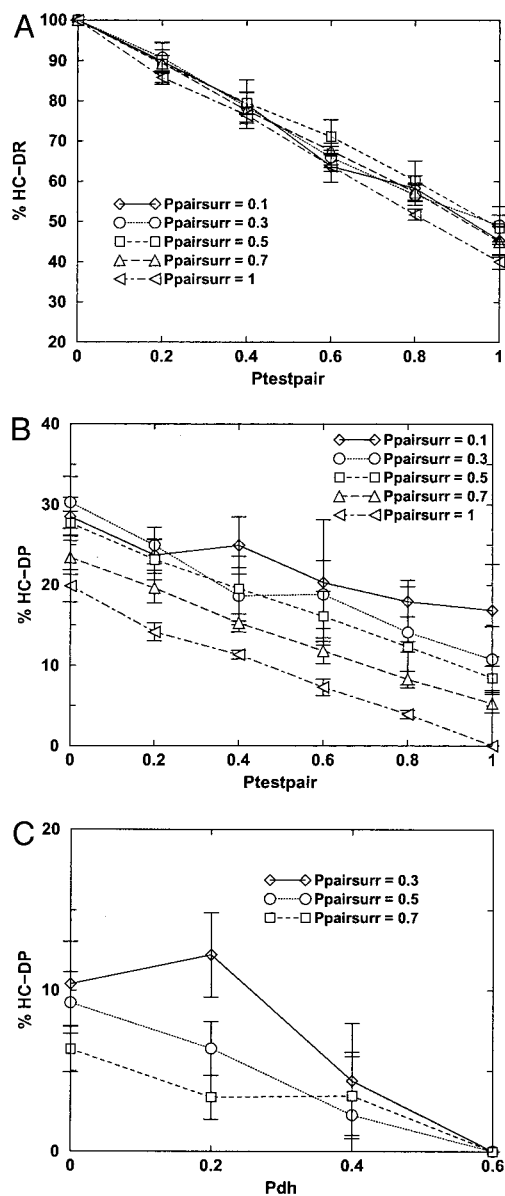 A
100
90
80
70
60
50
40
30
20
% HC-DR
Ppairsurr = 0.1
Ppairsurr = 0.3
Ppairsurr = 0.5
Ppairsurr = 0.7
Ppairsurr = 1
0 0.2 0.4 0.6 0.8 1
Ptestpair
B
40
30
20
10
0
% HC-DP
Ppairsurr = 0.1
Ppairsurr = 0.3
Ppairsurr = 0.5
Ppairsurr = 0.7
Ppairsurr = 1
0 0.2 0.4 0.6 0.8 1
Ptestpair
C
20
10
0
% HC-DP
Ppairsurr = 0.3
Ppairsurr = 0.5
Ppairsurr = 0.7
0 0.2 0.4 0.6
Pdh